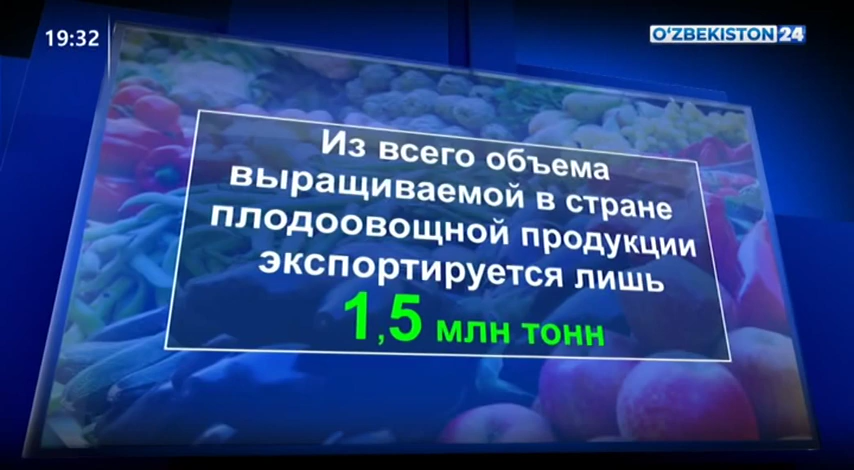 19:32
O‘ZBEKISTON 24
Из всего объема
выращиваемой в стране
плодоовощной продукции
экспортируется лишь
1,5 млн тонн